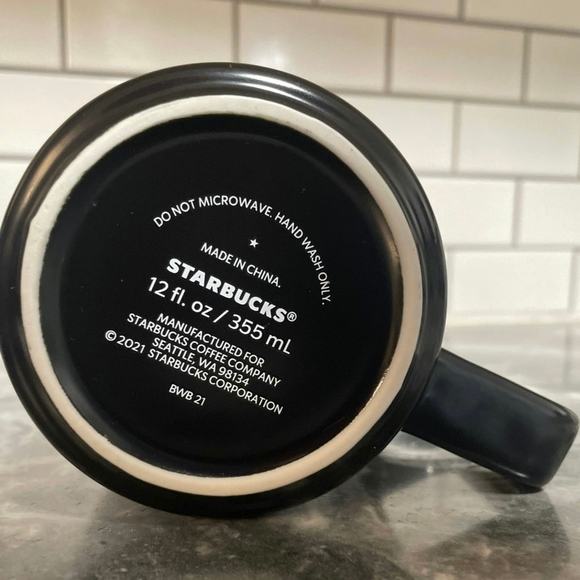 DO NOT MICROWAVE. HAND WASH ONLY.
MADE IN CHINA.
STARBUCKS®
12 fl. oz / 355 mL
MANUFACTURED FOR
STARBUCKS COFFEE COMPANY
SEATTLE, WA 98134
© 2021 STARBUCKS CORPORATION
BWB 21